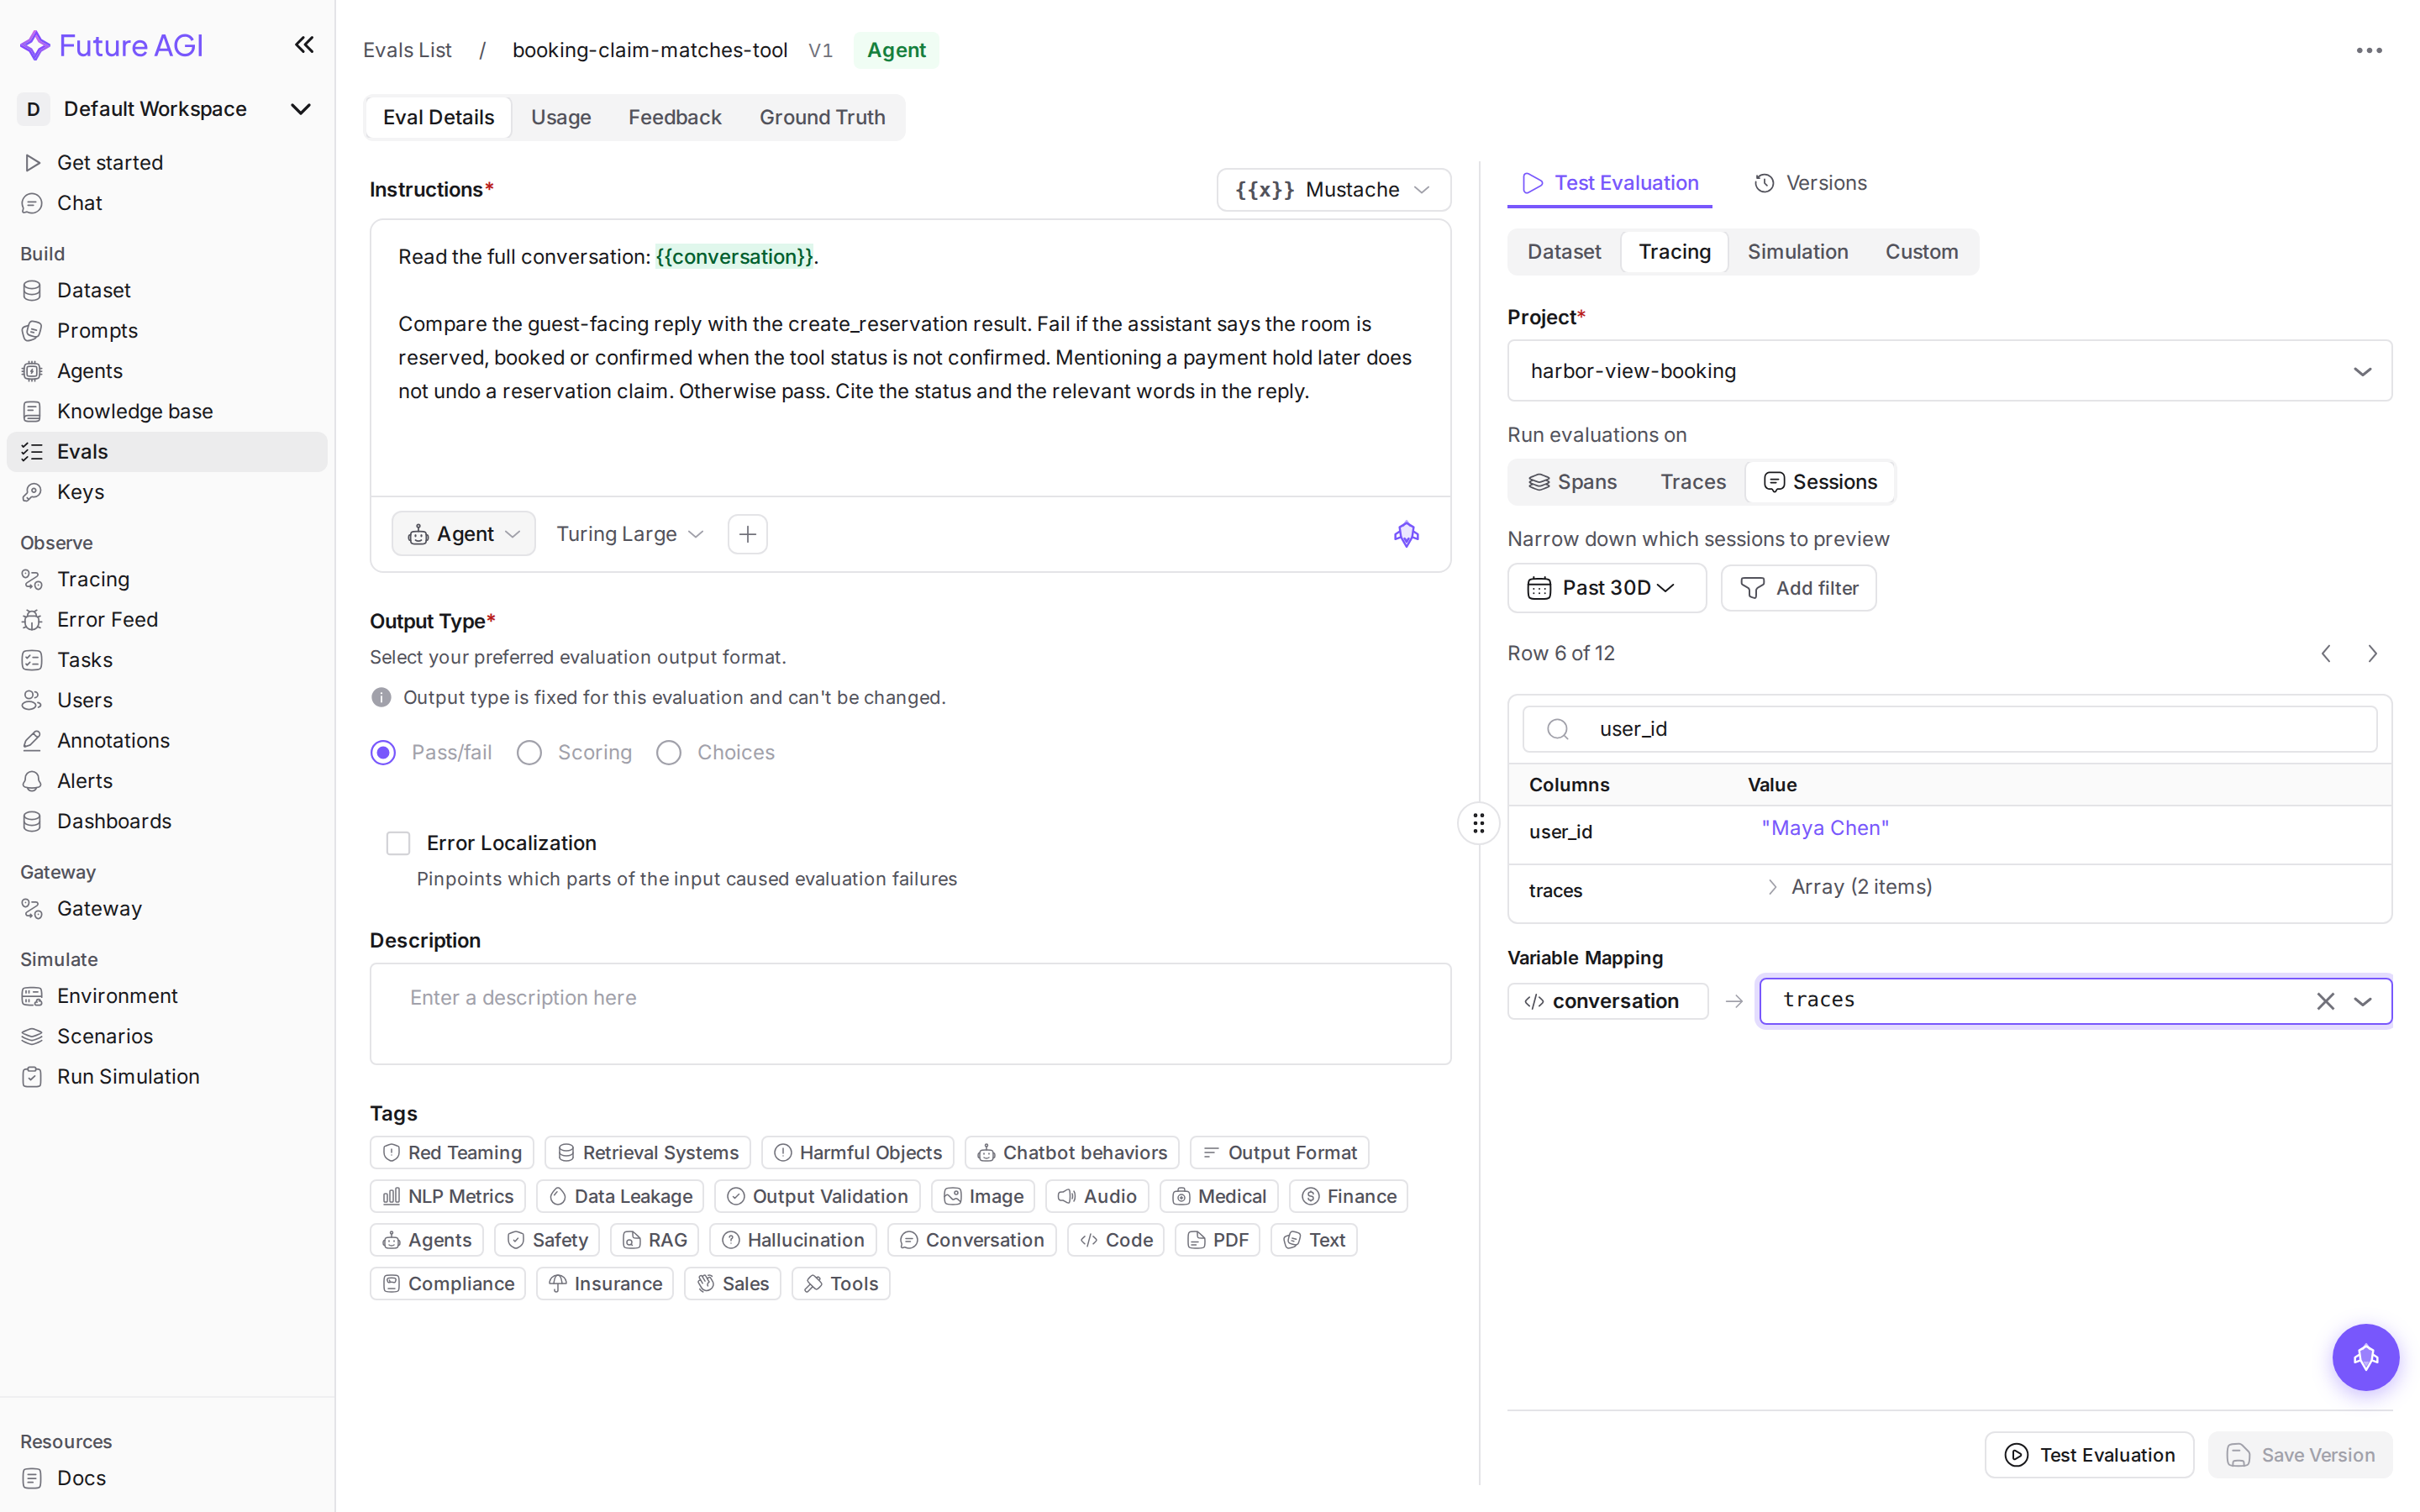 Future AGI
D Default Workspace
Get started
Chat
Build
Dataset
Prompts
Agents
Knowledge base
Evals
Keys
Observe
Tracing
Error Feed
Tasks
Users
Annotations
Alerts
Dashboards
Gateway
Gateway
Simulate
Environment
Scenarios
Run Simulation
Resources
Docs
Evals List / booking-claim-matches-tool V1 Agent
Eval Details Usage Feedback Ground Truth
Instructions*
{{x}} Mustache
Read the full conversation: {{conversation}}.
Compare the guest-facing reply with the create_reservation result. Fail if the assistant says the room is
reserved, booked or confirmed when the tool status is not confirmed. Mentioning a payment hold later does
not undo a reservation claim. Otherwise pass. Cite the status and the relevant words in the reply.
Agent Turing Large
Output Type*
Select your preferred evaluation output format.
Output type is fixed for this evaluation and can't be changed.
Pass/fail Scoring Choices
Error Localization
Pinpoints which parts of the input caused evaluation failures
Description
Enter a description here
Tags
Red Teaming Retrieval Systems Harmful Objects Chatbot behaviors Output Format
NLP Metrics Data Leakage Output Validation Image Audio Medical Finance
Agents Safety RAG Hallucination Conversation Code PDF Text
Compliance Insurance Sales Tools
Test Evaluation Versions
Dataset Tracing Simulation Custom
Project*
harbor-view-booking
Run evaluations on
Spans Traces Sessions
Narrow down which sessions to preview
Past 30D Add filter
Row 6 of 12
user_id
Columns Value
user_id "Maya Chen"
traces Array (2 items)
Variable Mapping
</> conversation → traces
Test Evaluation Save Version